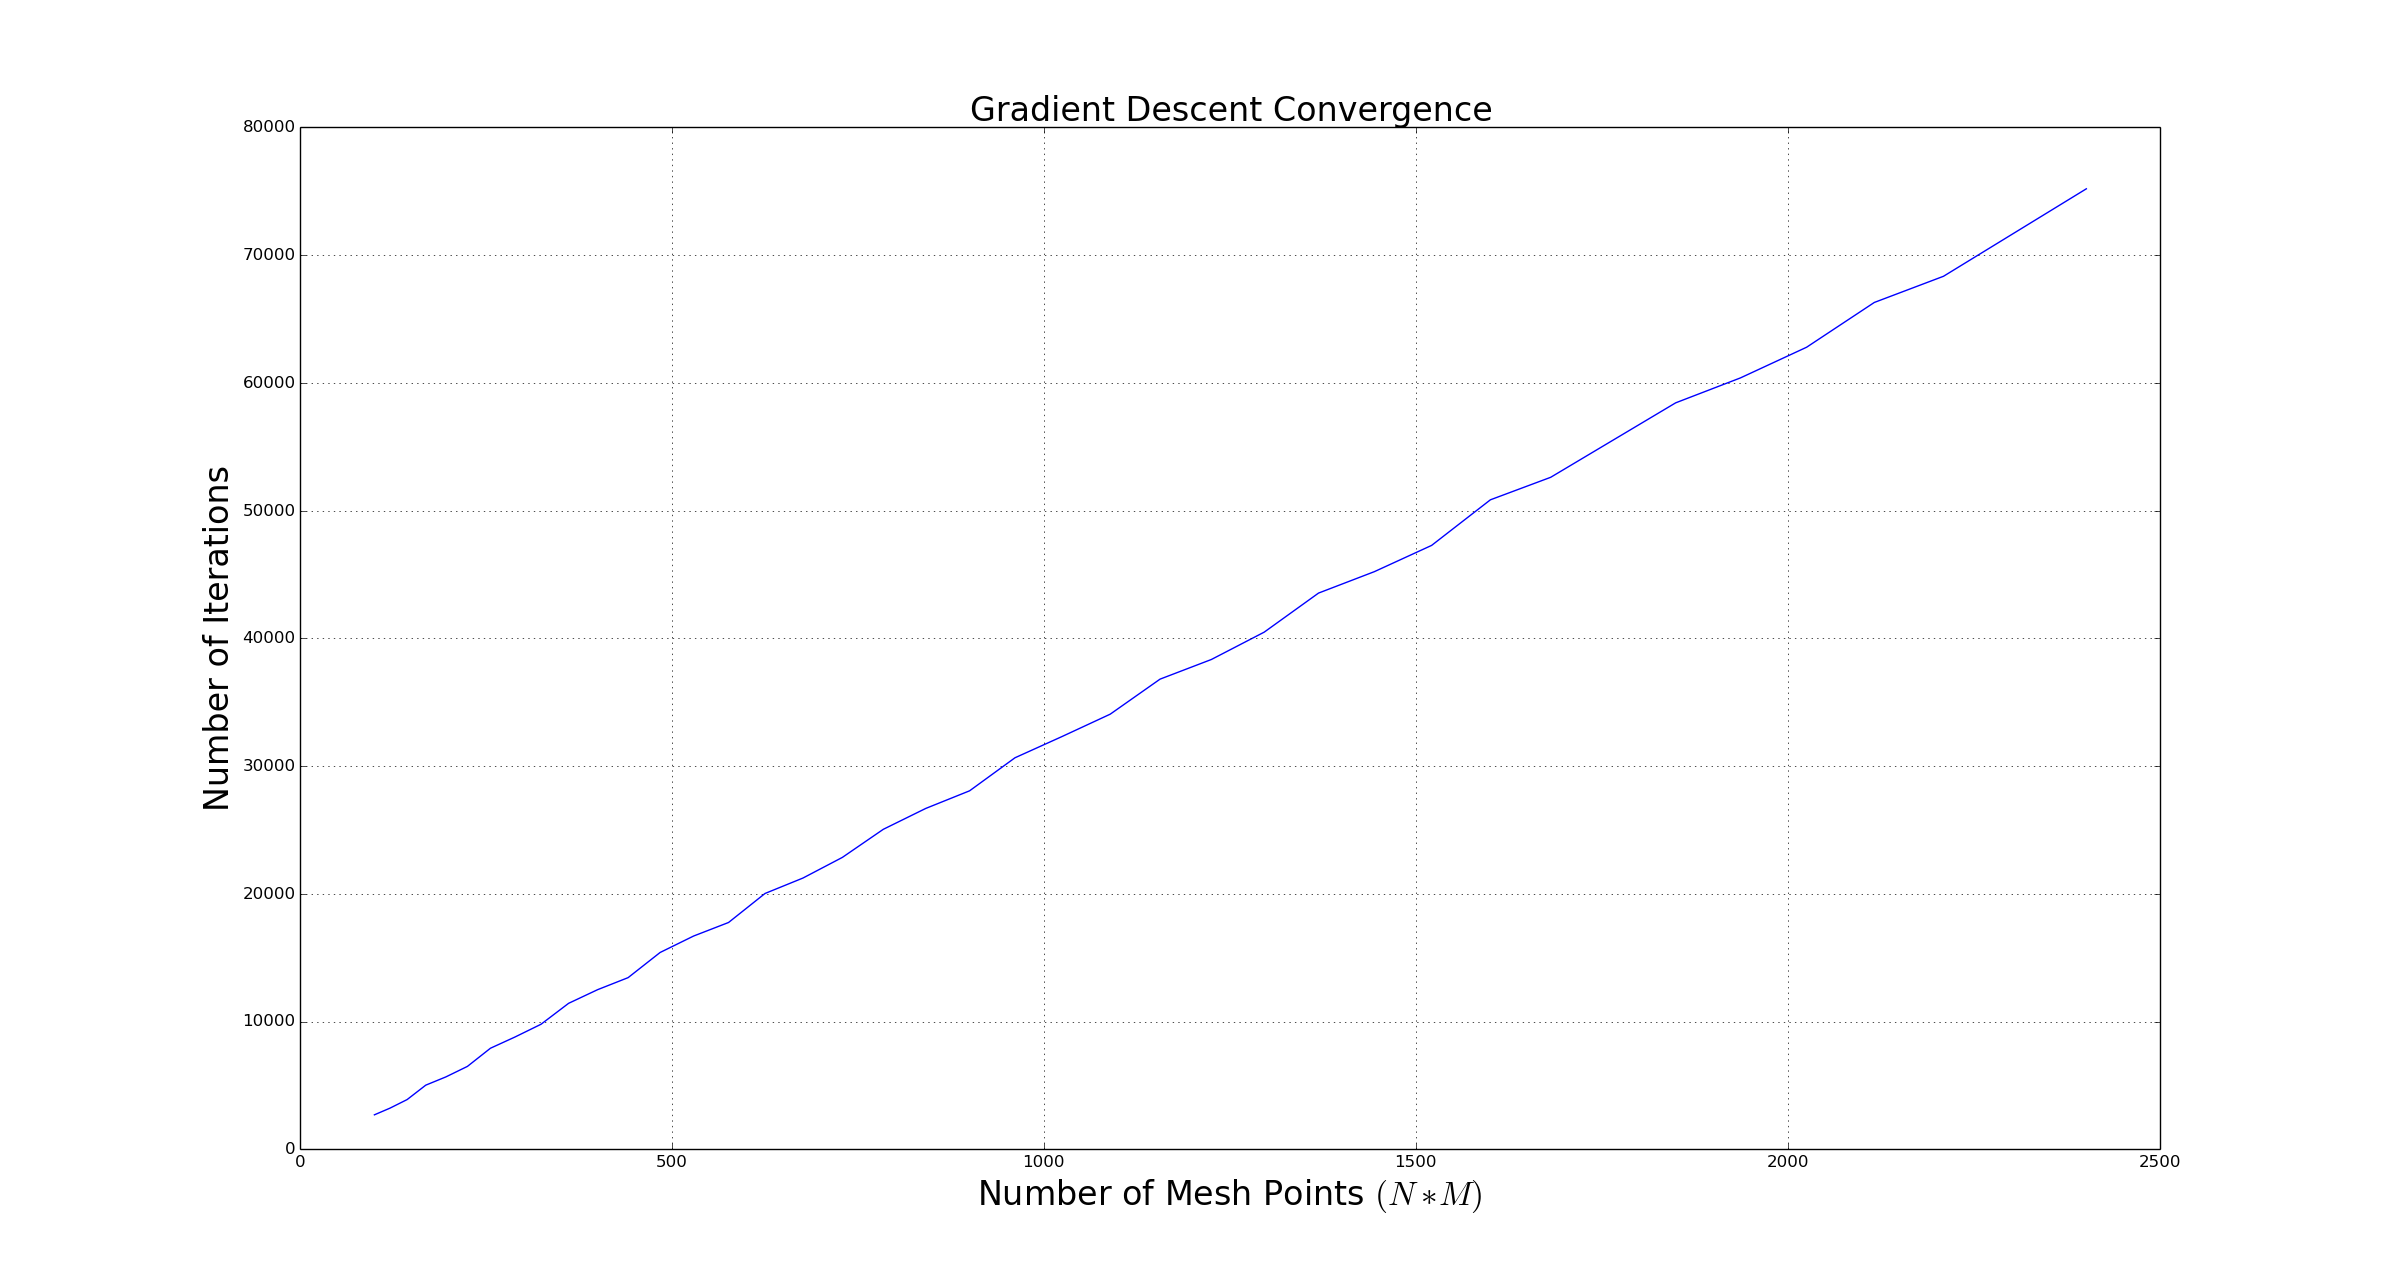 Gradient Descent Convergence
80000
70000
60000
50000
40000
30000
20000
10000
0
Number of Iterations
0 500 1000 1500 2000 2500
Number of Mesh Points (N∗M)